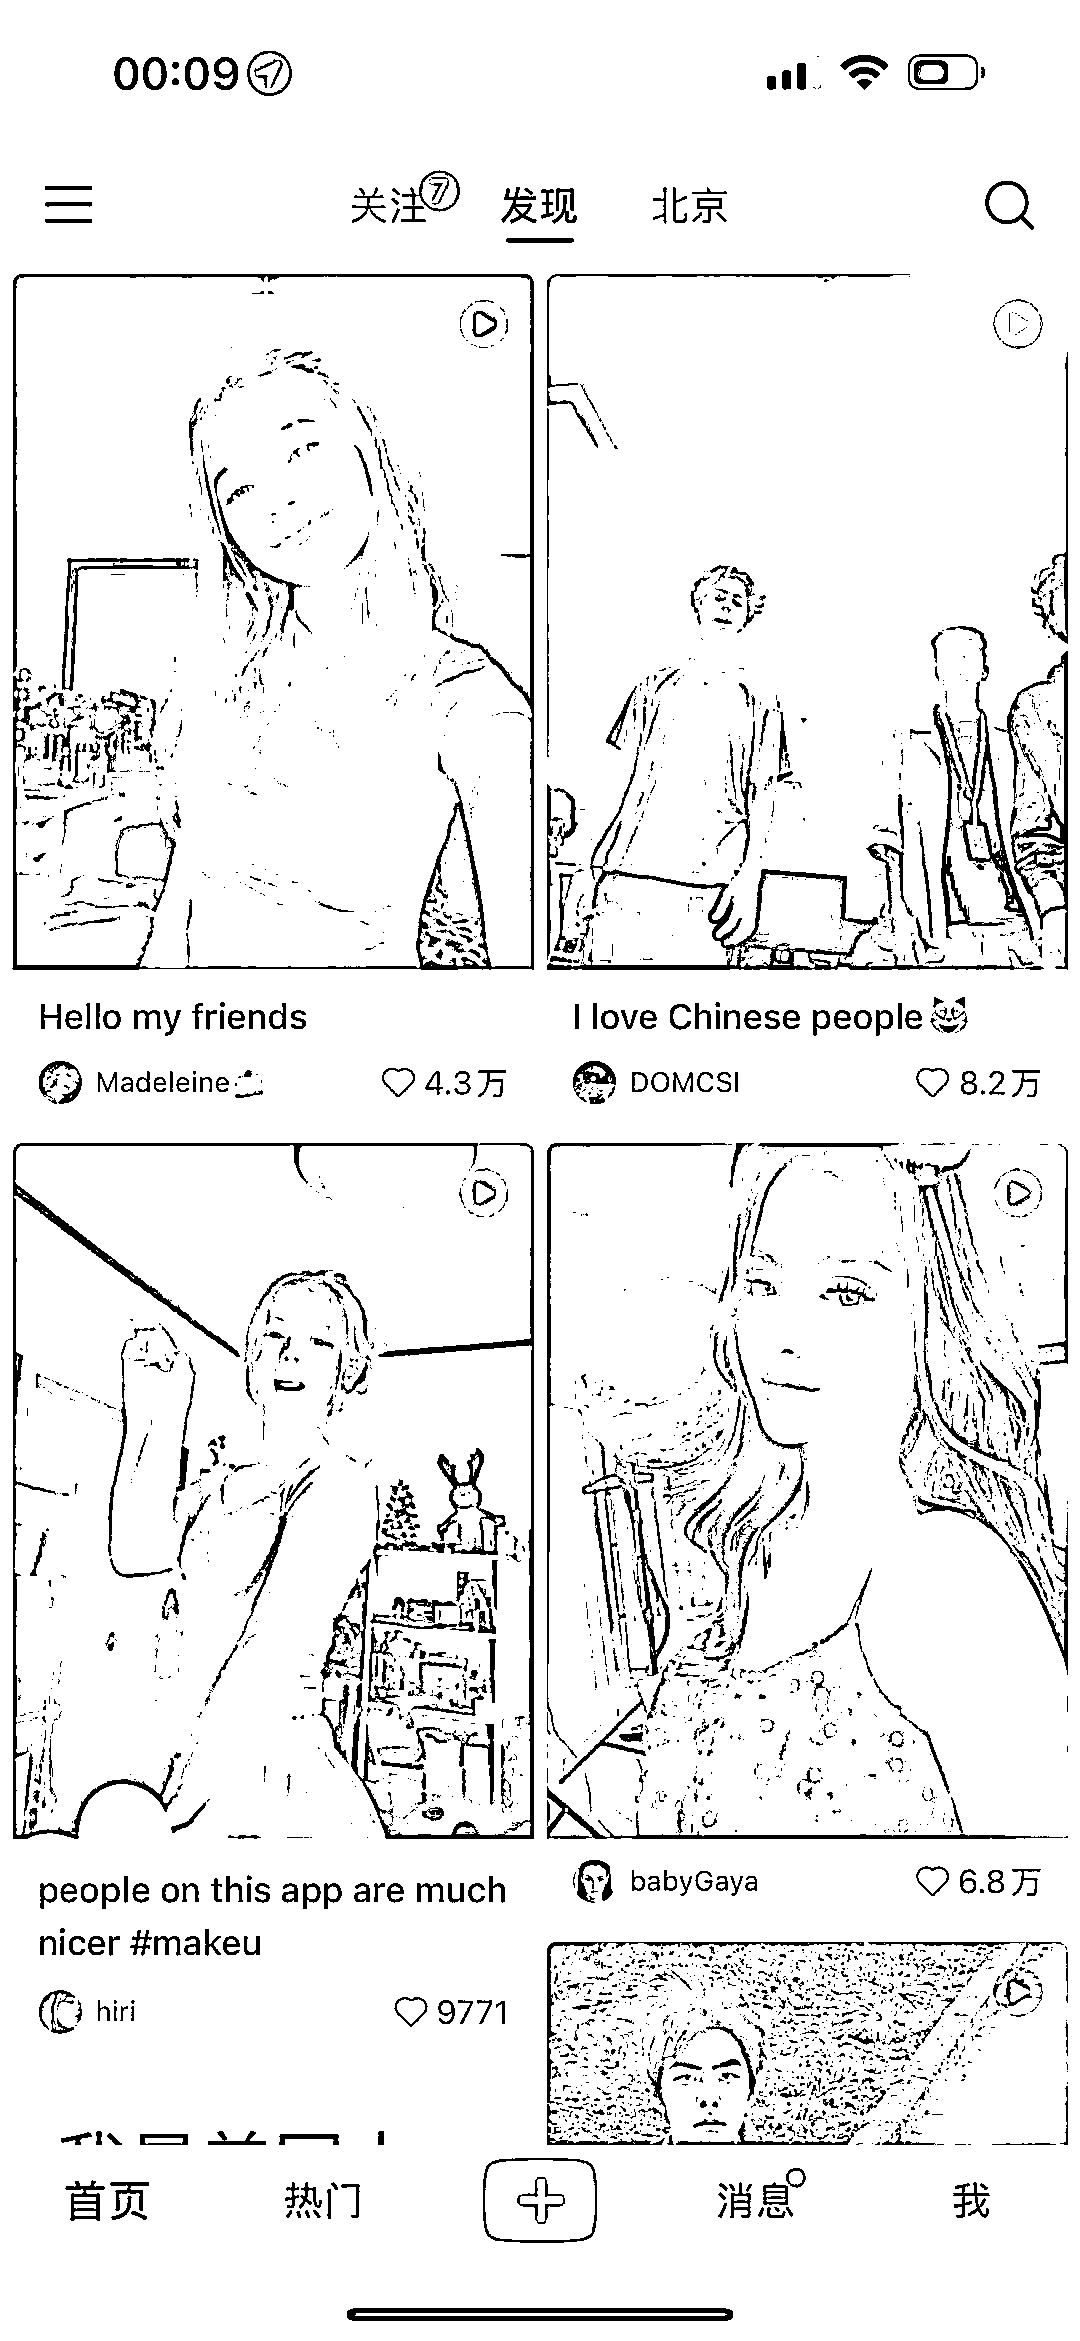 00:09
关注 7 发现 北京
Hello my friends
Madeleine 4.3万
I love Chinese people
DOMCSI 8.2万
people on this app are much
nicer #makeu
hiri 9771
babyGaya 6.8万
首页 热门 消息 我